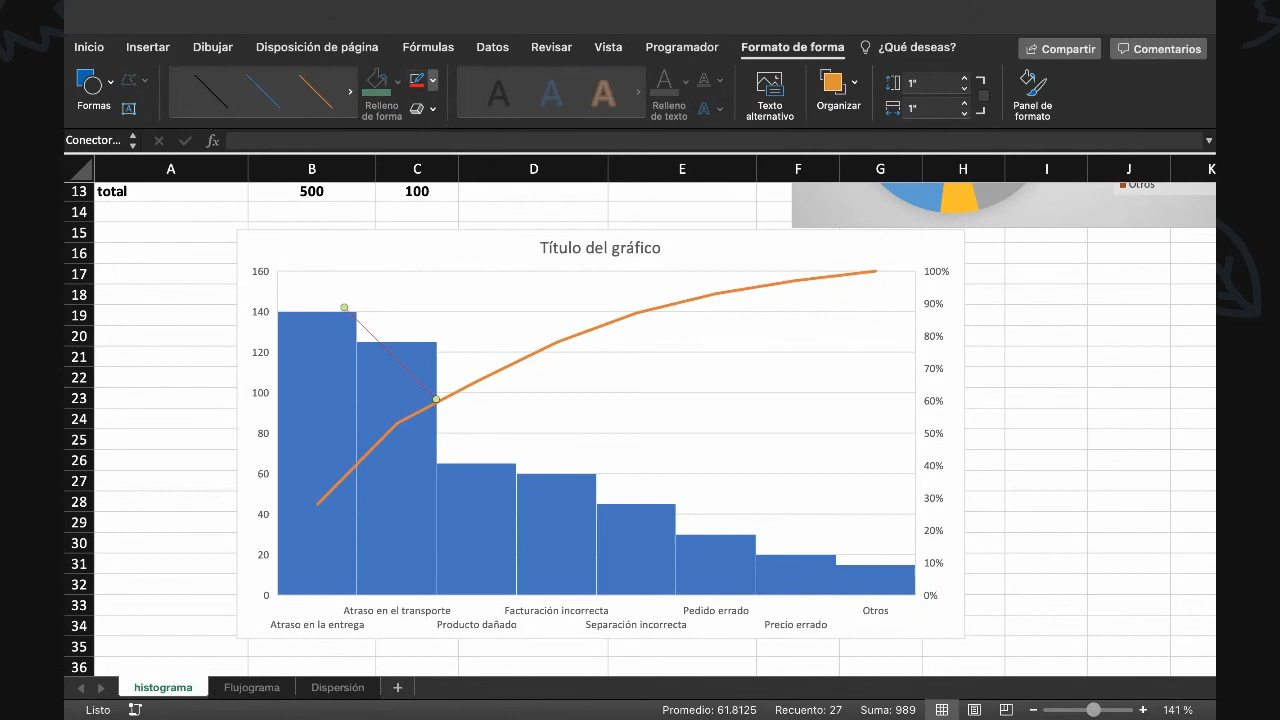 Inicio Insertar Dibujar Disposición de página Fórmulas Datos Revisar Vista Programador Formato de forma ¿Qué deseas? Compartir Comentarios
Formas
A A A
Relleno de forma
Relleno de texto
Texto alternativo
Organizar
1"
1"
Panel de formato
Conector... fx
A B C D E F G H I J K
13 total 500 100
Otros
14
15
16
17
18
19
20
21
22
23
24
25
26
27
28
29
30
31
32
33
34
35
36
Título del gráfico
160 100%
140 90%
120 80%
100 70%
80 60%
60 50%
40 40%
20 30%
0 20%
10%
0%
Atraso en el transporte Facturación incorrecta Pedido errado Otros
Atraso en la entrega Producto dañado Separación incorrecta Precio errado
histograma Flujograma Dispersión +
Listo Promedio: 61.8125 Recuento: 27 Suma: 989 141 %